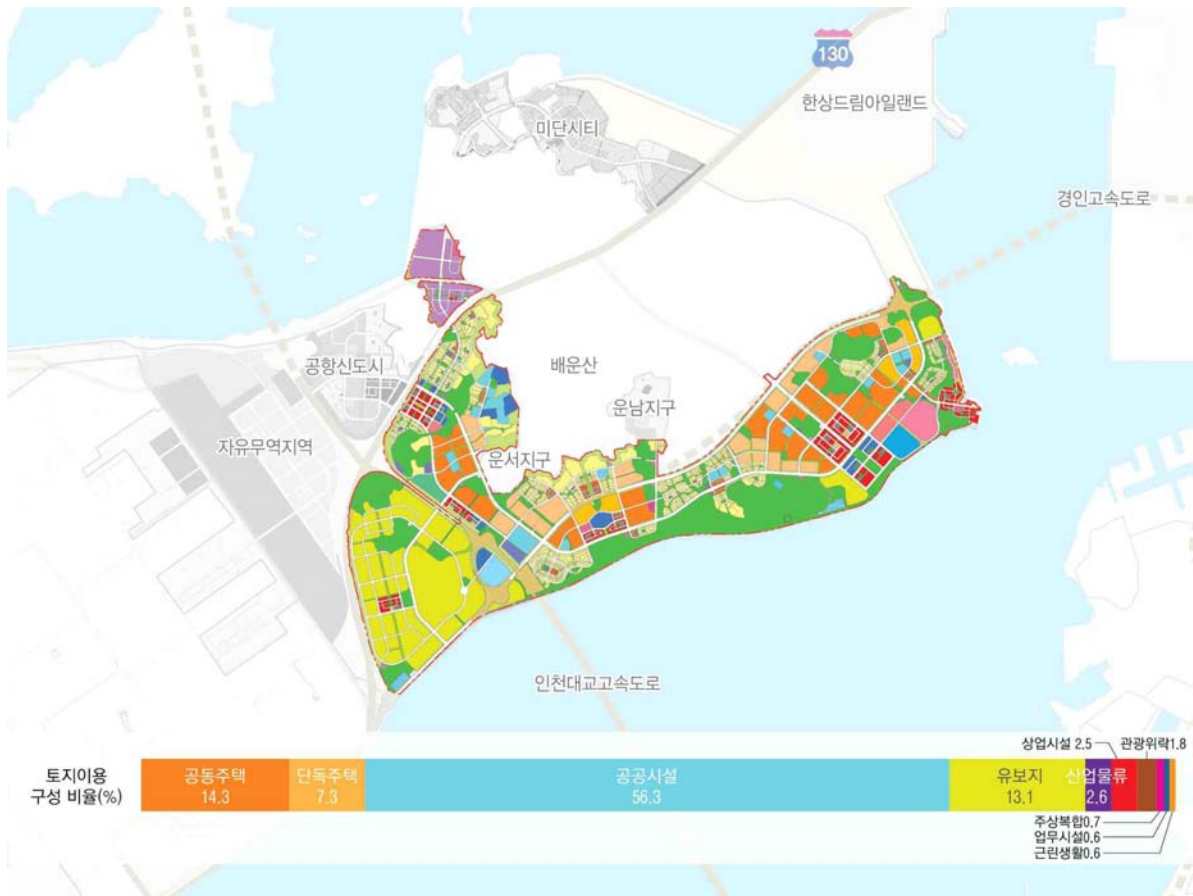 130
한상드림아일랜드
미단시티
경인고속도로
공항신도시
배운산
운남지구
자유무역지역
운서지구
인천대교고속도로
상업시설 2.5
관광위락1.8
토지이용
구성 비율(%)
공동주택
14.3
단독주택
7.3
공공시설
56.3
유보지
13.1
산업물류
2.6
주상복합0.7
업무시설0.6
근린생활0.6